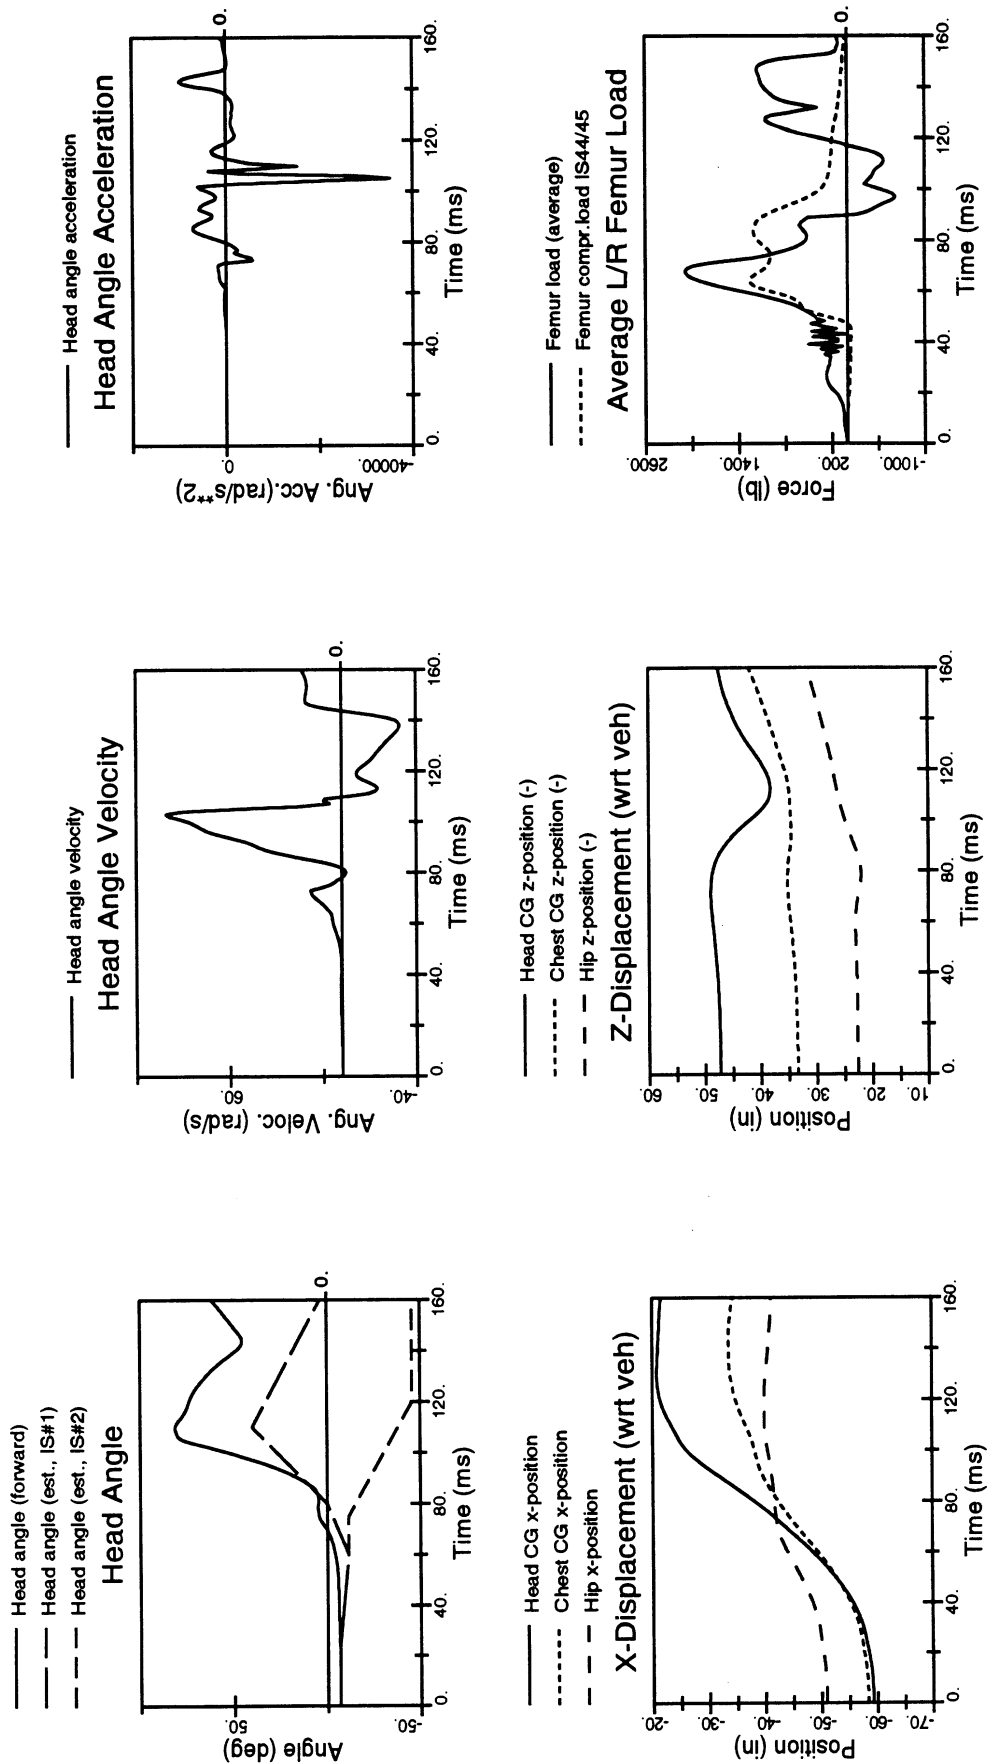 Head angle (forward)
Head angle (est., IS#1)
Head angle (est., IS#2)
Head Angle
Angle (deg)
50.
0
-50.
0.
0.
40.
80.
120.
160.
Time (ms)
Head angle velocity
Head Angle Velocity
Ang. Veloc. (rad/s)
60.
-40.
0.
0.
40.
80.
120.
160.
Time (ms)
Head angle acceleration
Head Angle Acceleration
Ang. Acc.(rad/s**2)
0
-40000.
0.
0.
40.
80.
120.
160.
Time (ms)
Head CG x-position
Chest CG x-position
Hip x-position
X-Displacement (wrt veh)
Position (in)
-20.
-30.
-40.
-50.
-60.
-70.
0.
40.
80.
120.
160.
Time (ms)
Head CG z-position (-)
Chest CG z-position (-)
Hip z-position (-)
Z-Displacement (wrt veh)
Position (in)
60.
50.
40.
30.
20.
10.
0.
40.
80.
120.
160.
Time (ms)
Femur load (average)
Femur compr.load IS44/45
Average L/R Femur Load
Force (lb)
2600
1400
200
-1000.
0.
0.
40.
80.
120.
160.
Time (ms)